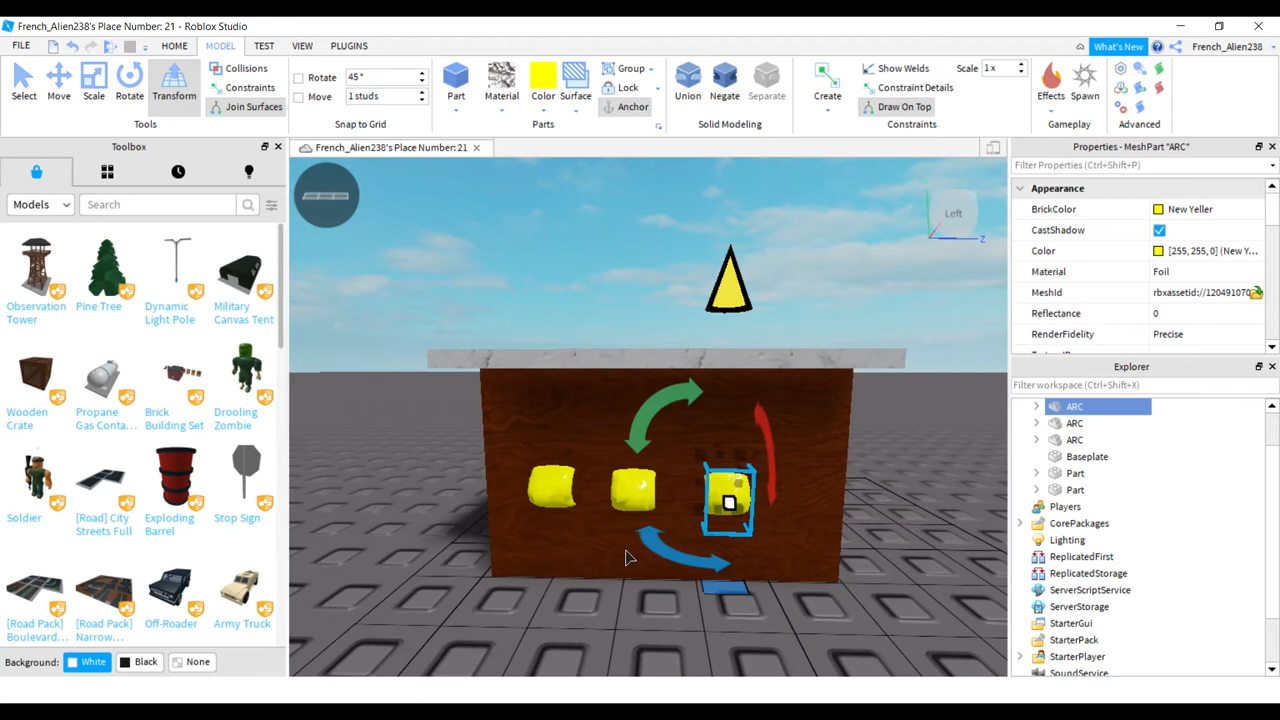 French_Alien238's Place Number: 21 - Roblox Studio
FILE
HOME
MODEL
TEST
VIEW
PLUGINS
What's New
French_Alien238
Select
Move
Scale
Rotate
Transform
Collisions
Constraints
Join Surfaces
Tools
Rotate
45°
Move
1 studs
Snap to Grid
Part
Material
Color
Surface
Group
Lock
Anchor
Parts
Union
Negate
Separate
Solid Modeling
Create
Show Welds
Scale
1 x
Constraint Details
Draw On Top
Constraints
Effects
Spawn
Gameplay
Advanced
Toolbox
Models
Search
Observation
Tower
Pine Tree
Dynamic
Light Pole
Military
Canvas Tent
Wooden
Crate
Propane
Gas Conta...
Brick
Building Set
Drooling
Zombie
Soldier
[Road] City
Streets Full
Exploding
Barrel
Stop Sign
[Road Pack]
Boulevard...
[Road Pack]
Narrow...
Off-Roader
Army Truck
Background:
White
Black
None
French_Alien238's Place Number: 21
Left
Z
Properties - MeshPart "ARC"
Filter Properties (Ctrl+Shift+P)
Appearance
BrickColor
New Yeller
CastShadow
Color
[255, 255, 0] (New Y...
Material
Foil
MeshId
rbxassetid://120491070
Reflectance
0
RenderFidelity
Precise
Explorer
Filter workspace (Ctrl+Shift+X)
ARC
ARC
ARC
Baseplate
Part
Part
Players
CorePackages
Lighting
ReplicatedFirst
ReplicatedStorage
ServerScriptService
ServerStorage
StarterGui
StarterPack
StarterPlayer
SoundService